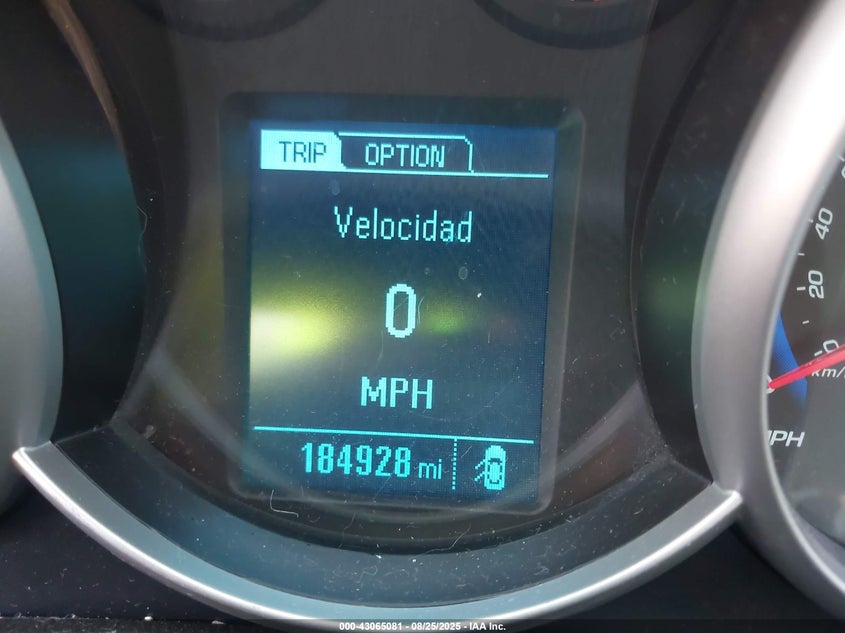 TRIP OPTION
Velocidad
0
MPH
184928 mi
40
20
0
km/
MPH
000-43065081 - 08/25/2025 - IAA Inc.